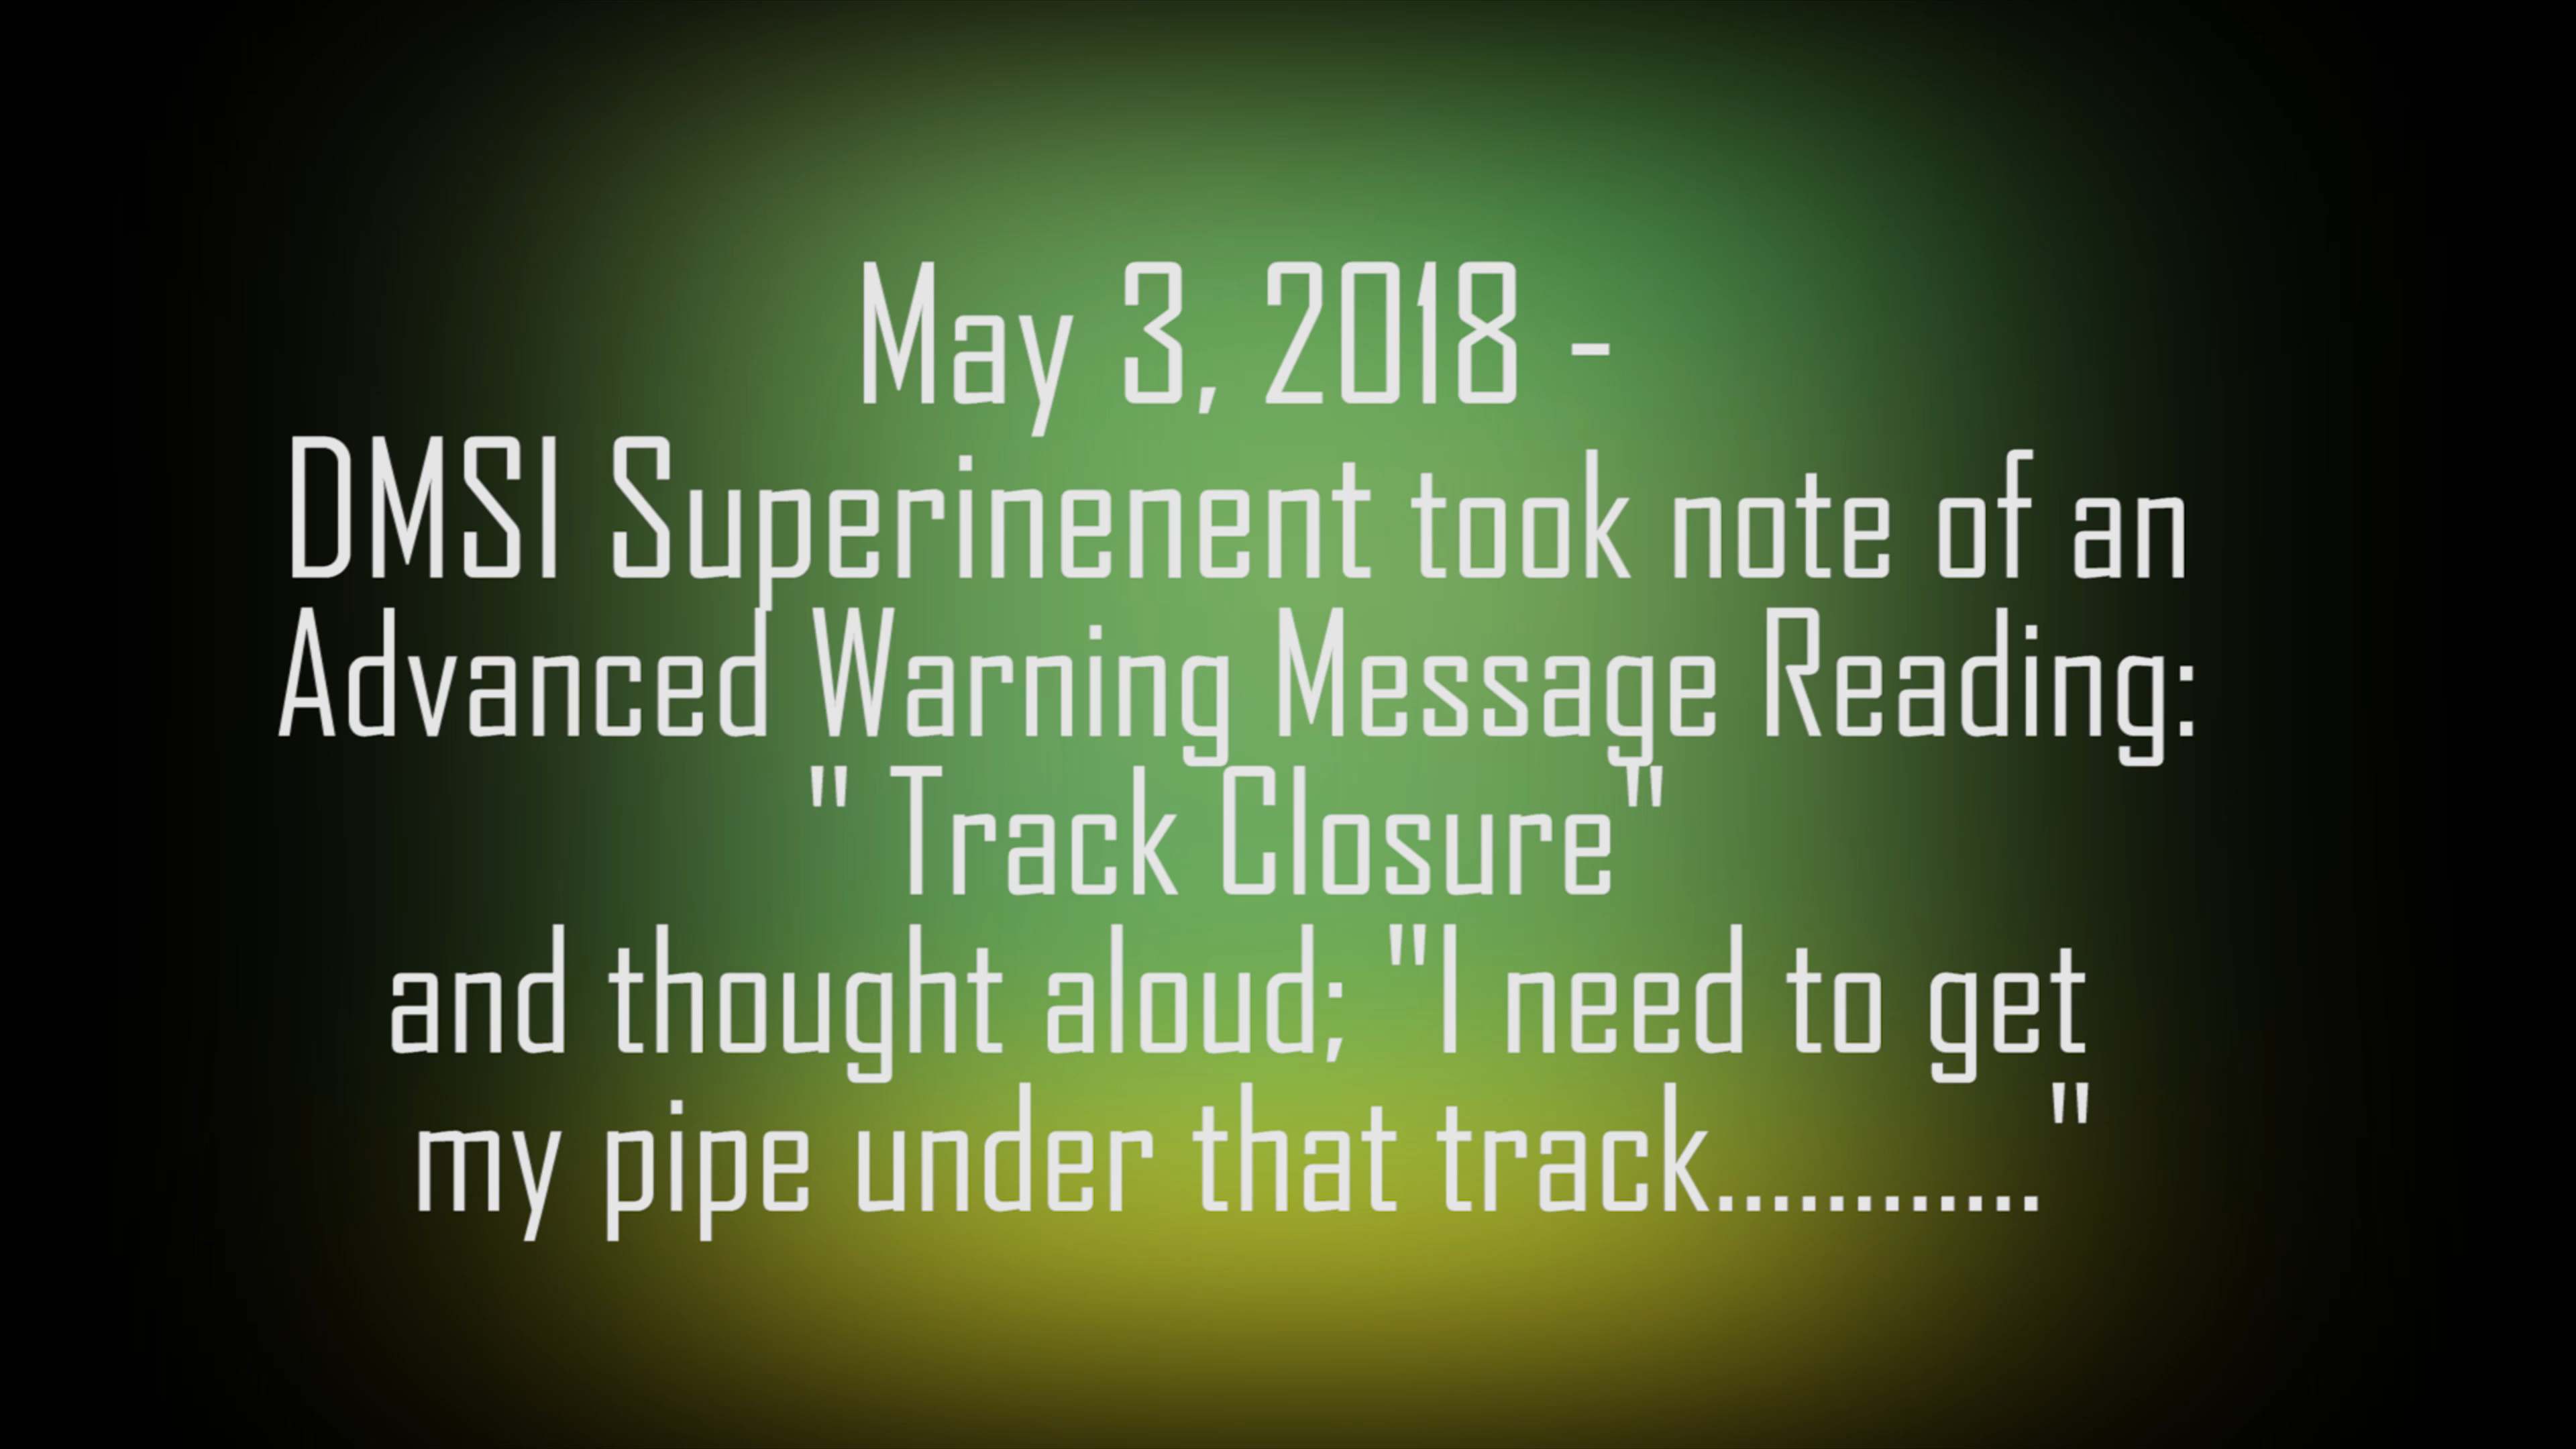 May 3, 2018 -
DMSI Superinenent took note of an
Advanced Warning Message Reading:
" Track Closure"
and thought aloud; "I need to get
my pipe under that track............ "